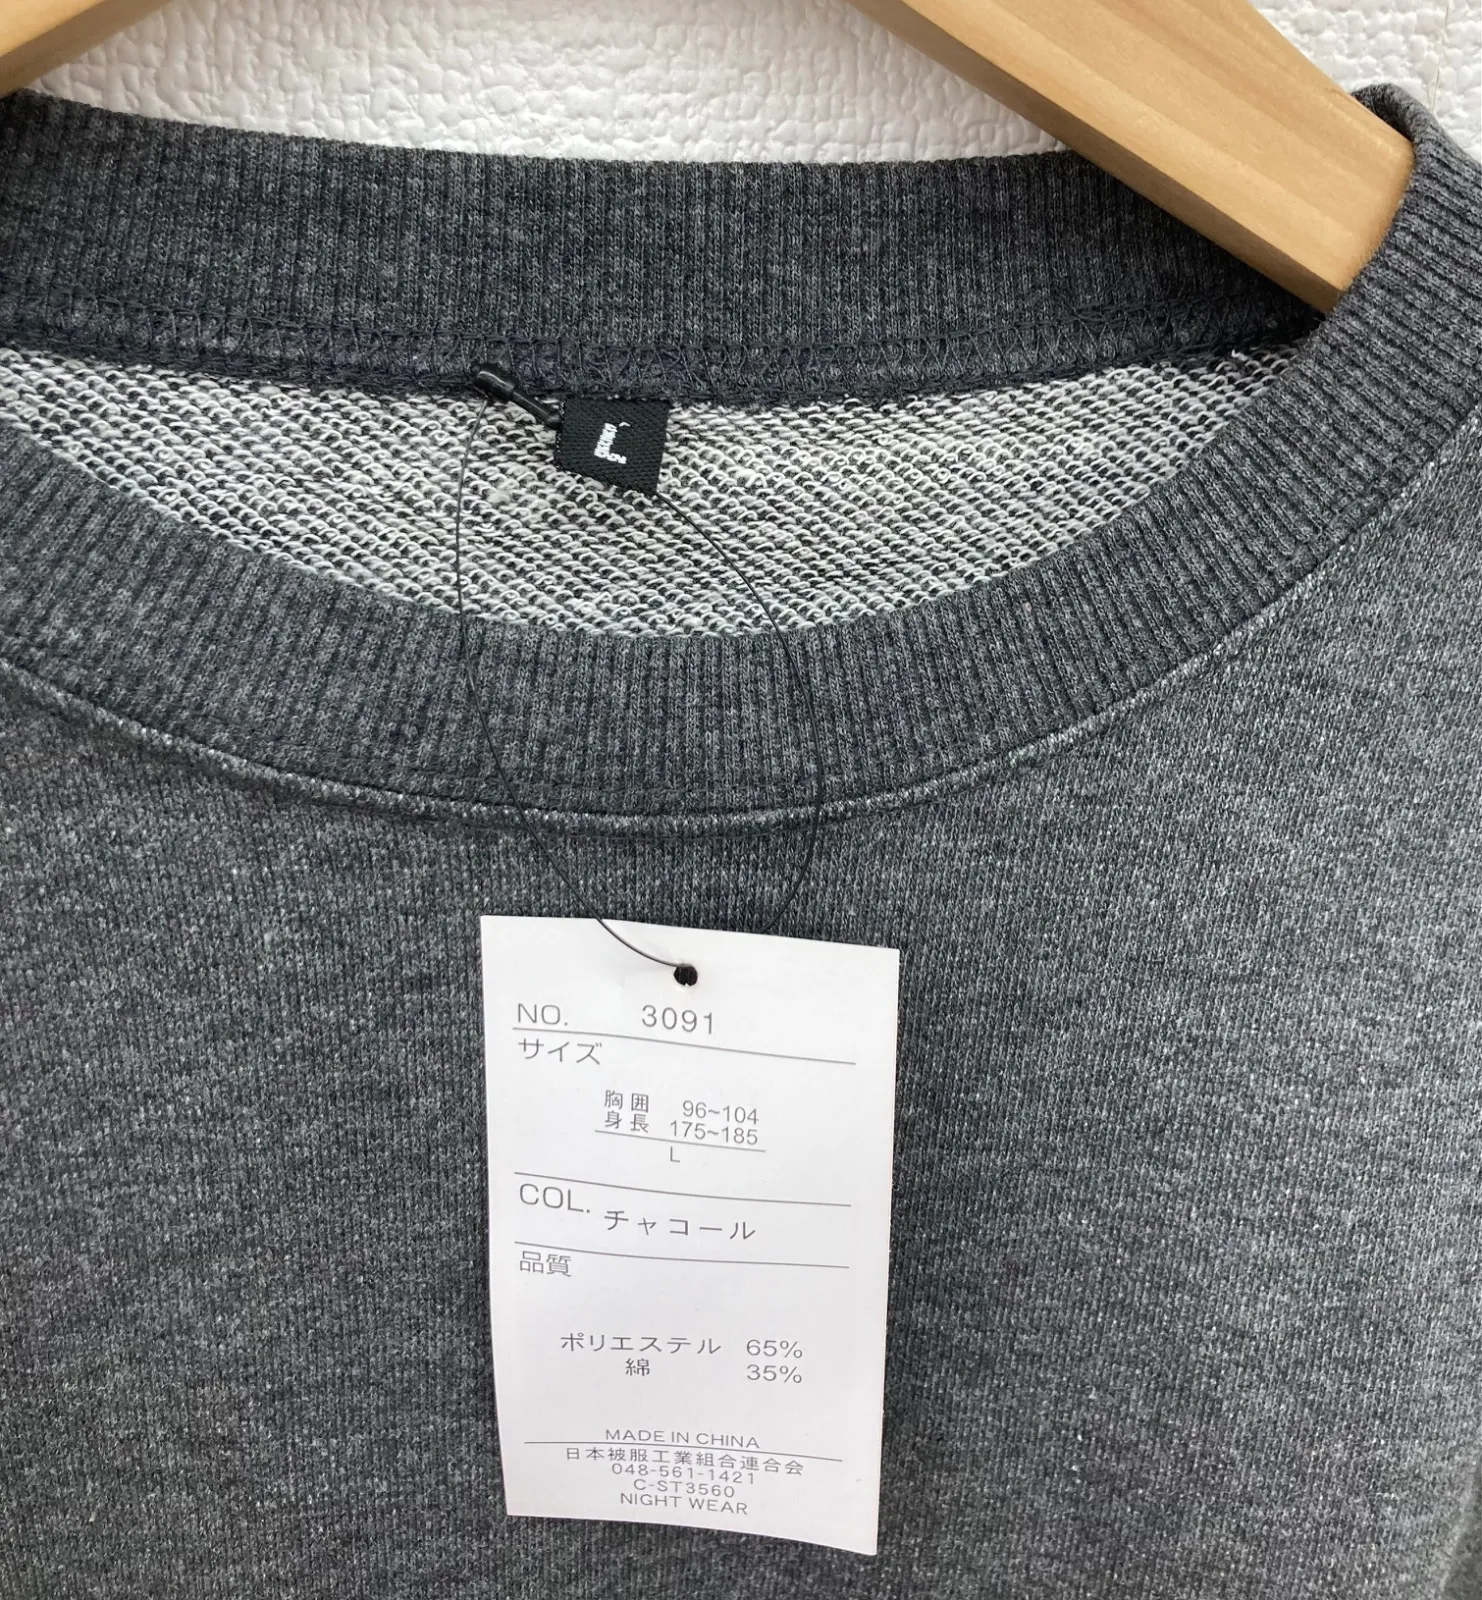 NO. 3091
サイズ
胸囲 96~104
身長 175~185
L
COL. チャコール
品質
ポリエステル 65%
綿 35%
MADE IN CHINA
日本被服工業組合連合会
048-561-1421
C-ST3560
NIGHT WEAR